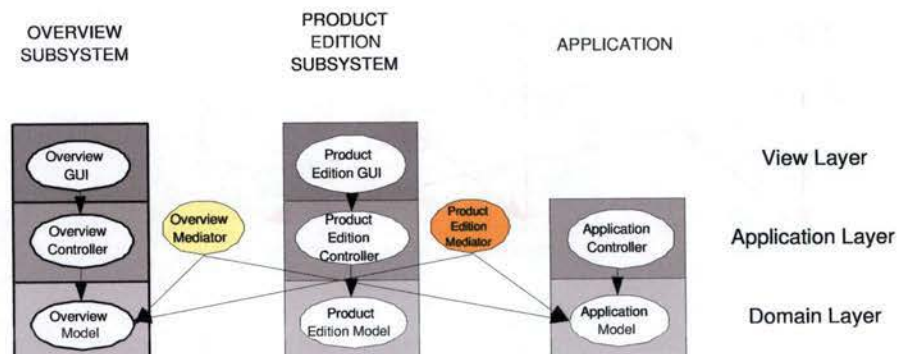 OVERVIEW
SUBSYSTEM
PRODUCT
EDITION
SUBSYSTEM
APPLICATION
Overview
GUI
Product
Edition GUI
View Layer
Overview
Controller
Overview
Mediator
Product
Edition
Controller
Product
Edition
Mediator
Application
Controller
Application Layer
Overview
Model
Product
Edition Model
Application
Model
Domain Layer